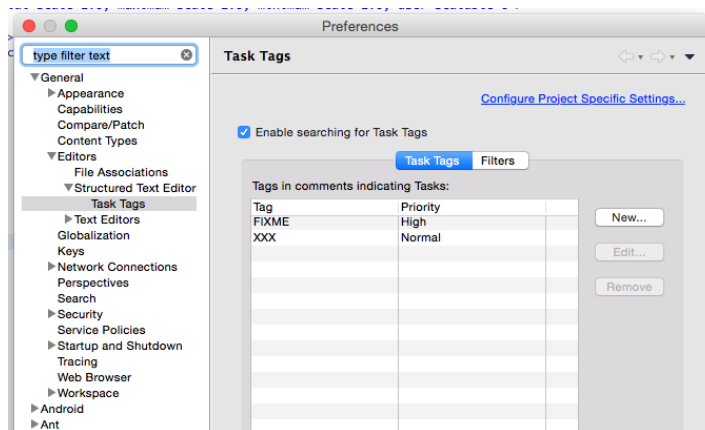 Preferences
type filter text
Task Tags
General
Appearance
Capabilities
Compare/Patch
Content Types
Editors
File Associations
Structured Text Editor
Task Tags
Text Editors
Globalization
Keys
Network Connections
Perspectives
Search
Security
Service Policies
Startup and Shutdown
Tracing
Web Browser
Workspace
Android
Ant
Configure Project Specific Settings...
Enable searching for Task Tags
Task Tags Filters
Tags in comments indicating Tasks:
Tag Priority
FIXME High
XXX Normal
New...
Edit...
Remove